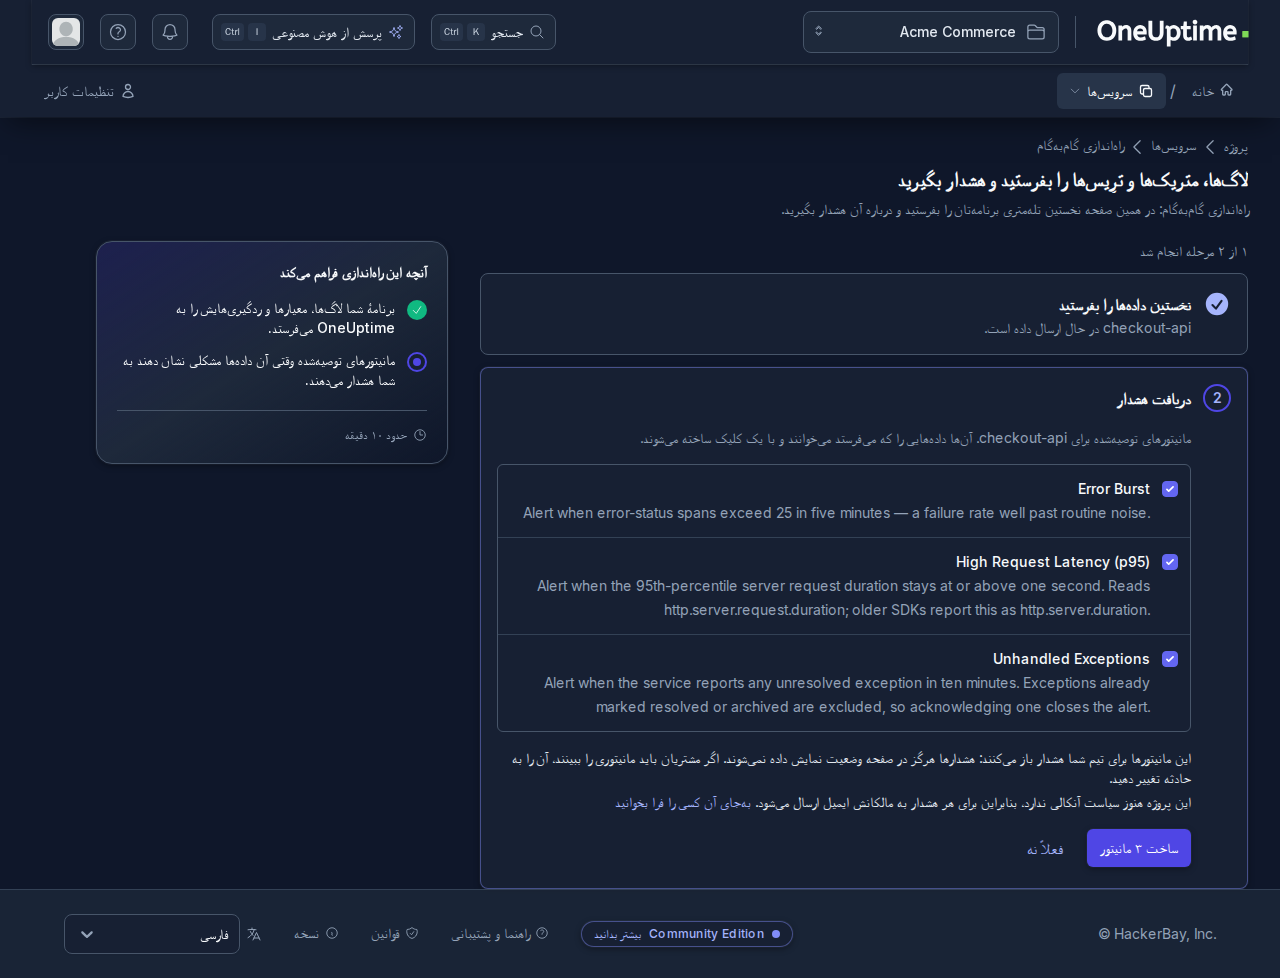 OneUptime
Acme Commerce
جستجو K Ctrl
پرسش از هوش مصنوعی I Ctrl
خانه / سرویس‌ها
تنظیمات کاربر
پروژه سرویس‌ها راه‌اندازی گام‌به‌گام
لاگ‌ها، متریک‌ها و تریس‌ها را بفرستید و هشدار بگیرید
راه‌اندازی گام‌به‌گام: در همین صفحه نخستین تله‌متری برنامه‌تان را بفرستید و درباره آن هشدار بگیرید.
۱ از ۲ مرحله انجام شد
نخستین داده‌ها را بفرستید
checkout-api در حال ارسال داده است.
2 دریافت هشدار
مانیتورهای توصیه‌شده برای checkout-api. آن‌ها داده‌هایی را که می‌فرستد می‌خوانند و با یک کلیک ساخته می‌شوند.
Error Burst
Alert when error-status spans exceed 25 in five minutes — a failure rate well past routine noise.
High Request Latency (p95)
Alert when the 95th-percentile server request duration stays at or above one second. Reads
http.server.request.duration; older SDKs report this as http.server.duration.
Unhandled Exceptions
Alert when the service reports any unresolved exception in ten minutes. Exceptions already
marked resolved or archived are excluded, so acknowledging one closes the alert.
این مانیتورها برای تیم شما هشدار باز می‌کنند: هشدارها هرگز در صفحه وضعیت نمایش داده نمی‌شوند. اگر مشتریان باید مانیتوری را ببینند، آن را به
حادثه تغییر دهید.
این پروژه هنوز سیاست آنکالی ندارد، بنابراین برای هر هشدار به مالکانش ایمیل ارسال می‌شود. به‌جای آن کسی را فرا بخوانید
ساخت ۳ مانیتور
فعلاً نه
آنچه این راه‌اندازی فراهم می‌کند
برنامهٔ شما لاگ‌ها، معیارها و ردگیری‌هایش را به
OneUptime می‌فرستد.
مانیتورهای توصیه‌شده وقتی آن داده‌ها مشکلی نشان دهند به
شما هشدار می‌دهند.
حدود ۱۰ دقیقه
© HackerBay, Inc.
Community Edition بیشتر بدانید
راهنما و پشتیبانی
قوانین
نسخه
فارسی